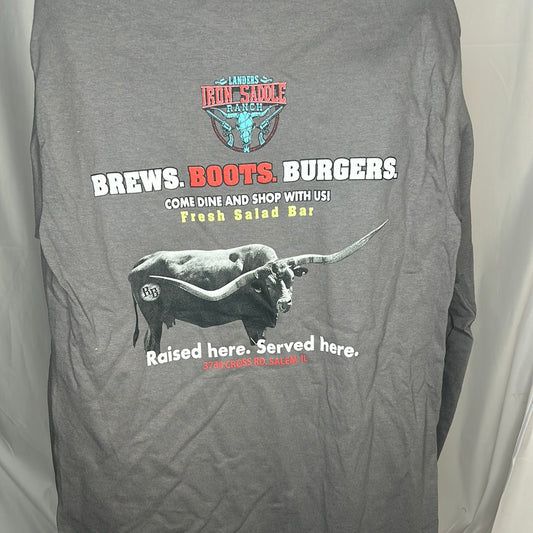 LANDERS
IRON SADDLE
RANCH
BREWS. BOOTS. BURGERS.
COME DINE AND SHOP WITH US!
Fresh Salad Bar
Raised here. Served here.
CROSS RD. SALEM, IL